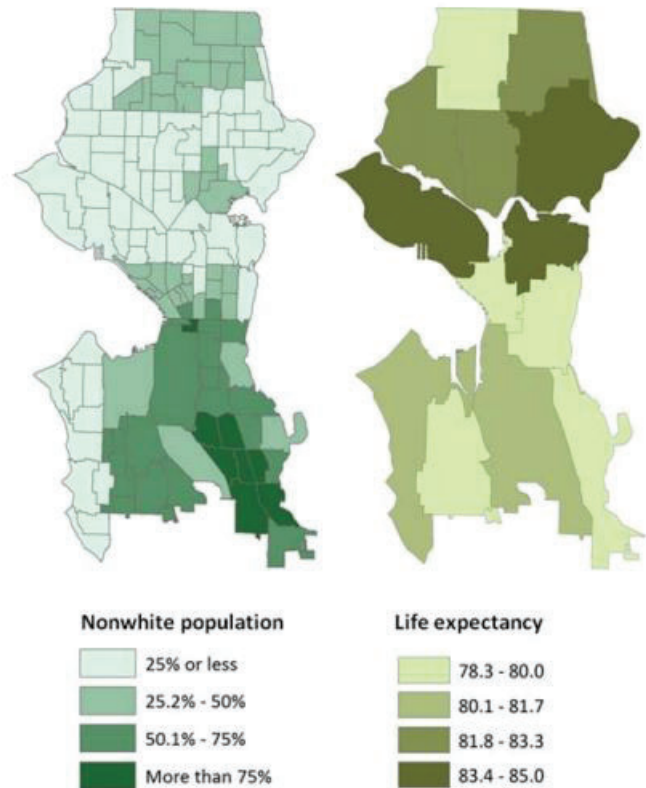 Nonwhite population
25% or less
25.2% - 50%
50.1% - 75%
More than 75%
Life expectancy
78.3 - 80.0
80.1 - 81.7
81.8 - 83.3
83.4 - 85.0